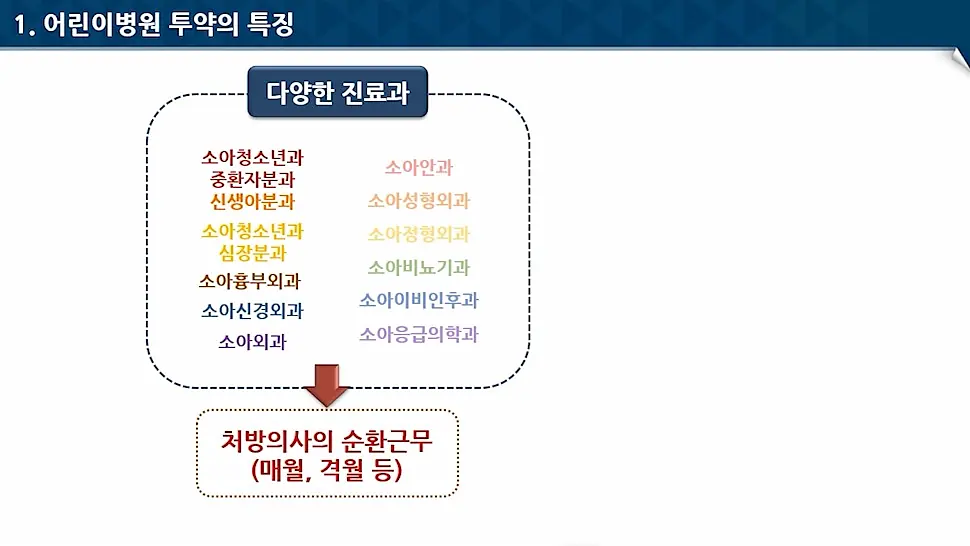 1. 어린이병원 투약의 특징
다양한 진료과
소아청소년과
중환자분과
신생아분과
소아청소년과
심장분과
소아흉부외과
소아신경외과
소아외과
소아안과
소아성형외과
소아정형외과
소아비뇨기과
소아이비인후과
소아응급의학과
처방의사의 순환근무
(매월, 격월 등)